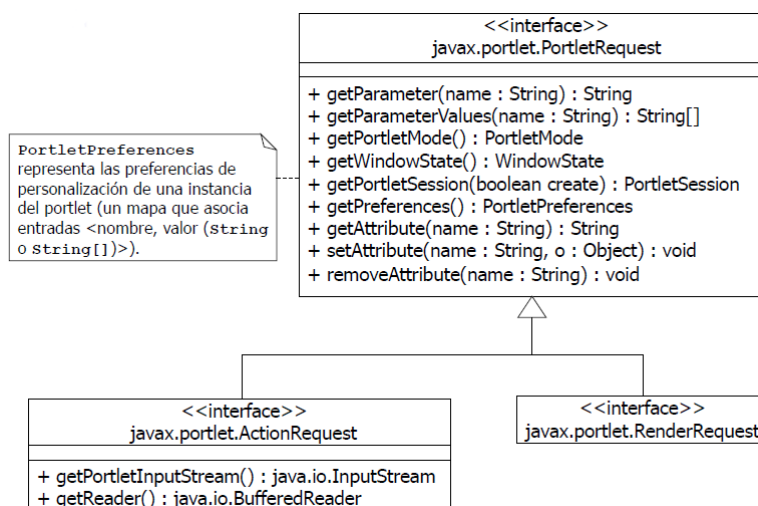 <<interface>>
javax.portlet.PortletRequest
+ getParameter(name : String) : String
+ getParameterValues(name : String) : String[]
+ getPortletMode() : PortletMode
+ getWindowState() : WindowState
+ getPortletSession(boolean create) : PortletSession
+ getPreferences() : PortletPreferences
+ getAttribute(name : String) : String
+ setAttribute(name : String, o : Object) : void
+ removeAttribute(name : String) : void
PortletPreferences
representa las preferencias de
personalización de una instancia
del portlet (un mapa que asocia
entradas <nombre, valor (String
o String[])>).
<<interface>>
javax.portlet.ActionRequest
+ getPortletInputStream() : java.io.InputStream
+ getReader() : java.io.BufferedReader
<<interface>>
javax.portlet.RenderRequest